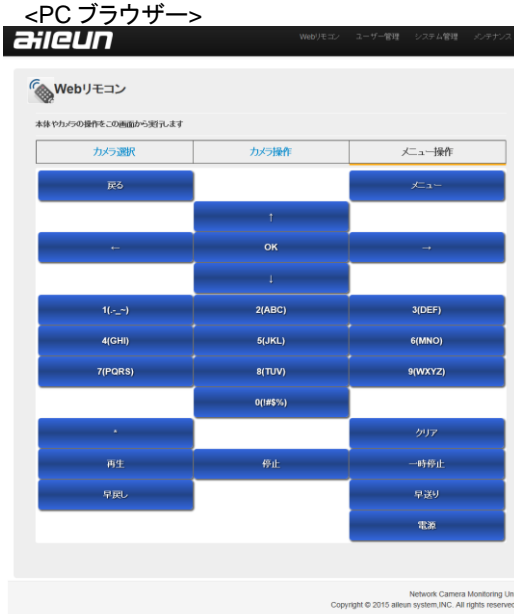 <PC ブラウザー>
aileun
Webリモコン ユーザー管理 システム管理 メンテナンス
Webリモコン
本体やカメラの操作をこの画面から実行します
カメラ選択 カメラ操作 メニュー操作
戻る メニュー
↑
← OK →
↓
1(.-_~) 2(ABC) 3(DEF)
4(GHI) 5(JKL) 6(MNO)
7(PQRS) 8(TUV) 9(WXYZ)
0(!#$%)
* クリア
再生 停止 一時停止
早戻し 早送り
電源
Network Camera Monitoring Un
Copyright © 2015 aileun system,INC. All rights reserved